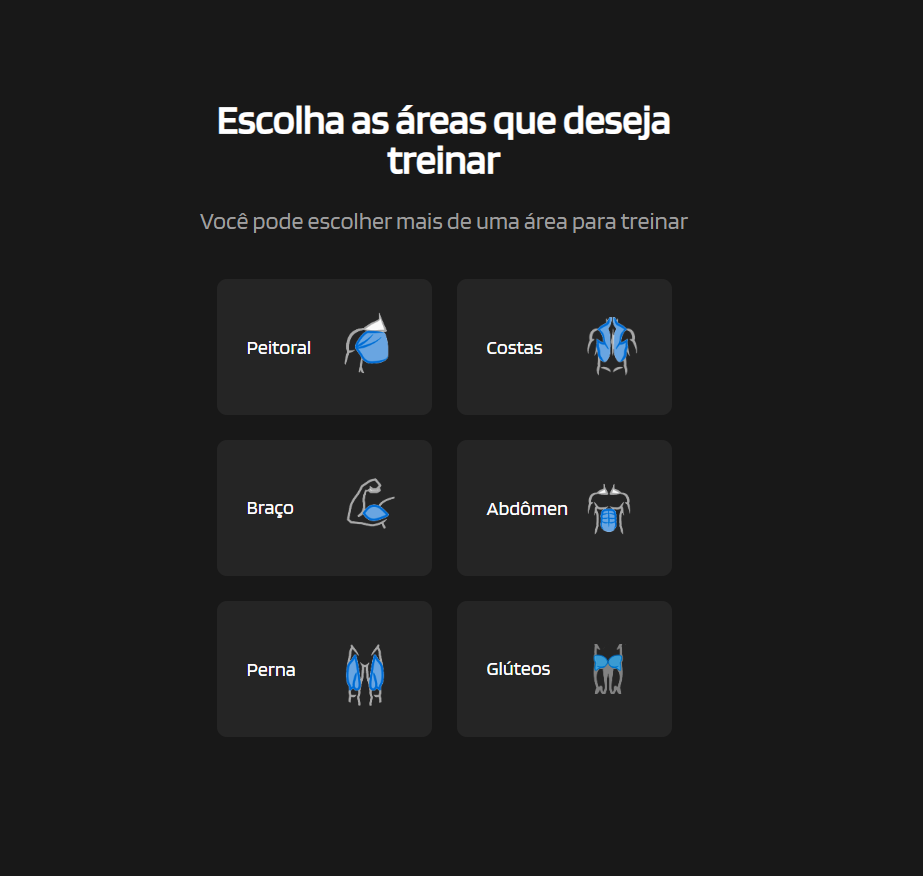 Escolha as áreas que deseja
treinar
Você pode escolher mais de uma área para treinar
Peitoral
Costas
Braço
Abdômen
Perna
Glúteos